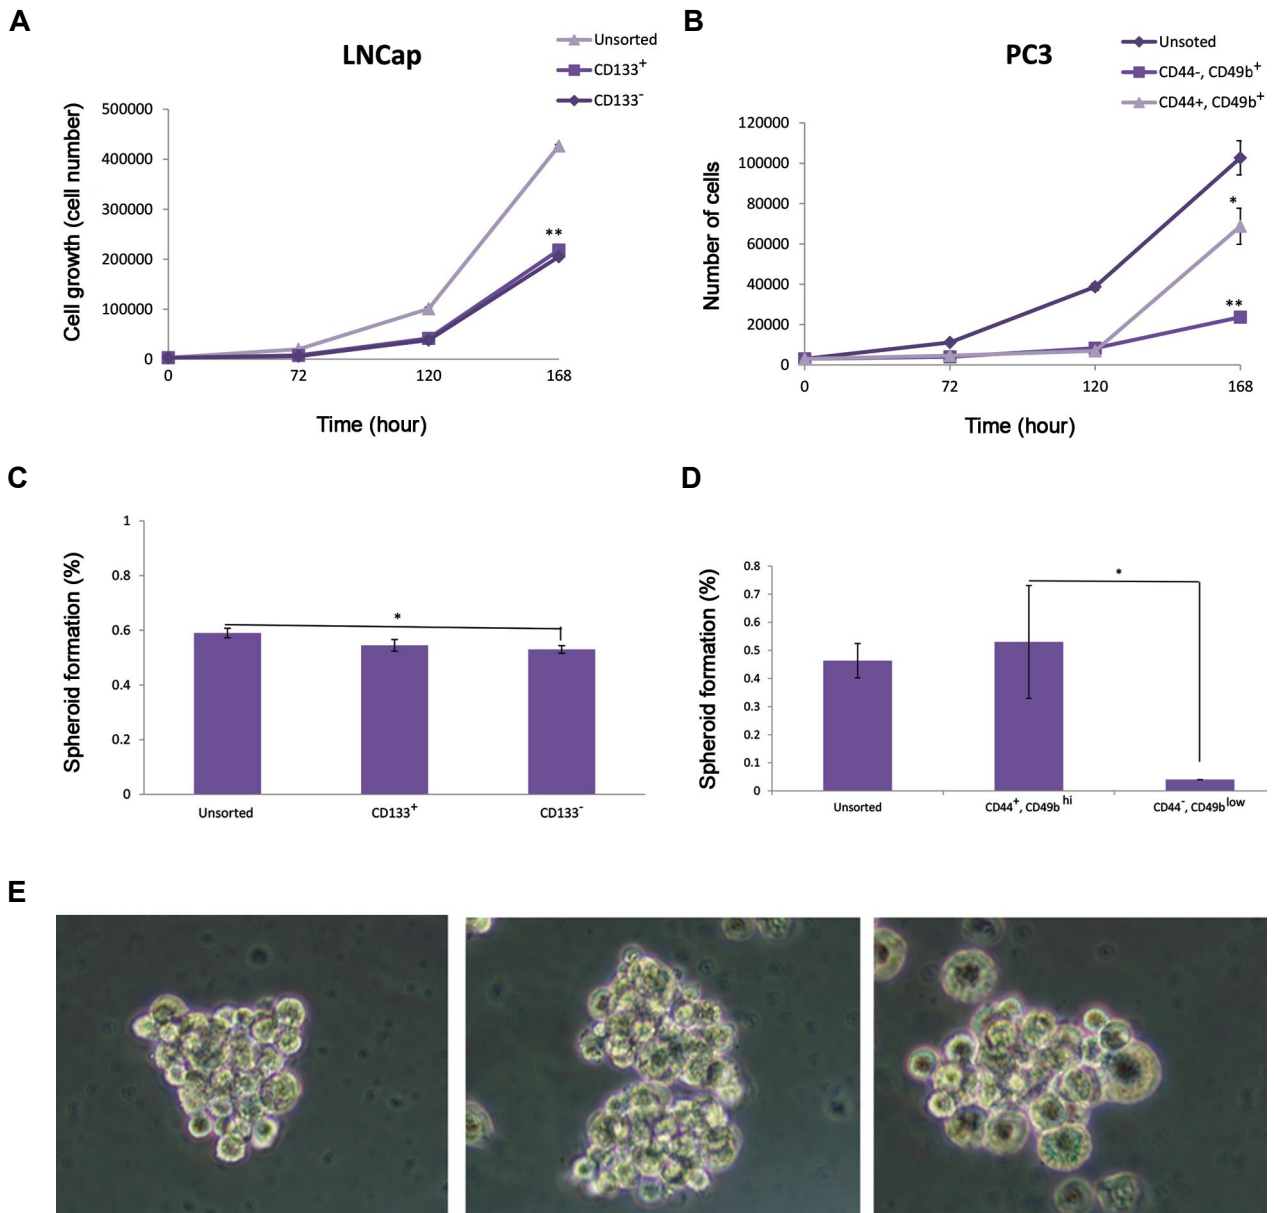 A
LNCap
Unsorted
CD133+
CD133-
Cell growth (cell number)
500000
400000
300000
200000
100000
0
**
0 72 120 168
Time (hour)
B
PC3
Unsoted
CD44-, CD49b+
CD44+, CD49b+
Number of cells
120000
100000
80000
60000
40000
20000
0
*
**
0 72 120 168
Time (hour)
C
Spheroid formation (%)
1
0.8
0.6
0.4
0.2
0
*
Unsorted CD133+ CD133-
D
Spheroid formation (%)
0.8
0.7
0.6
0.5
0.4
0.3
0.2
0.1
0
*
Unsorted CD44+, CD49b hi CD44-, CD49b low
E